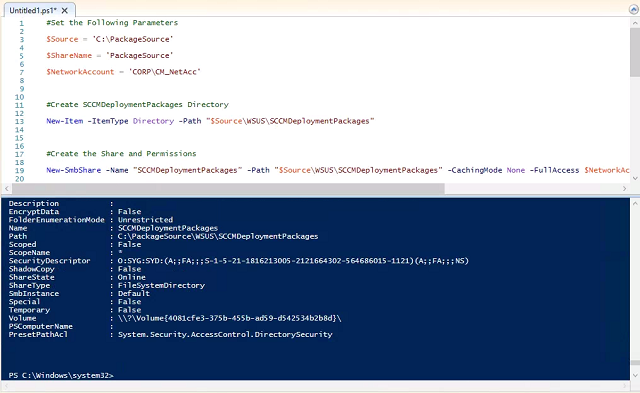 Untitled1.ps1* X
1 #Set the Following Parameters
2
3 $Source = 'C:\PackageSource'
4
5 $ShareName = 'PackageSource'
6
7 $NetworkAccount = 'CORP\CM_NetAcc'
8
9
10
11 #Create SCCMDeploymentPackages Directory
12
13 New-Item -ItemType Directory -Path "$Source\WSUS\SCCMDeploymentPackages"
14
15
16
17 #Create the Share and Permissions
18
19 New-SmbShare -Name "SCCMDeploymentPackages" -Path "$Source\WSUS\SCCMDeploymentPackages" -CachingMode None -FullAccess $NetworkAc
20
Description :
EncryptData : False
FolderEnumerationMode : Unrestricted
Name : SCCMDeploymentPackages
Path : C:\PackageSource\WSUS\SCCMDeploymentPackages
Scoped : False
ScopeName : *
SecurityDescriptor : O:SYG:SYD:(A;;FA;;;S-1-5-21-1816213005-2121664302-564686015-1121)(A;;FA;;;NS)
ShadowCopy : False
ShareState : Online
ShareType : FileSystemDirectory
SmbInstance : Default
Special : False
Temporary : False
Volume : \\?\Volume{4081cfe3-375b-455b-ad59-d542534b2b8d}\
PSComputerName :
PresetPathAcl : System.Security.AccessControl.DirectorySecurity
PS C:\Windows\system32>